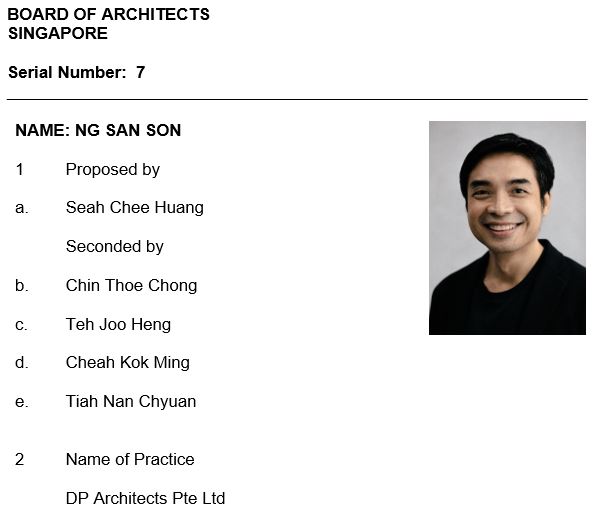 BOARD OF ARCHITECTS
SINGAPORE
Serial Number: 7
NAME: NG SAN SON
1 Proposed by
a. Seah Chee Huang
Seconded by
b. Chin Thoe Chong
c. Teh Joo Heng
d. Cheah Kok Ming
e. Tiah Nan Chyuan
2 Name of Practice
DP Architects Pte Ltd